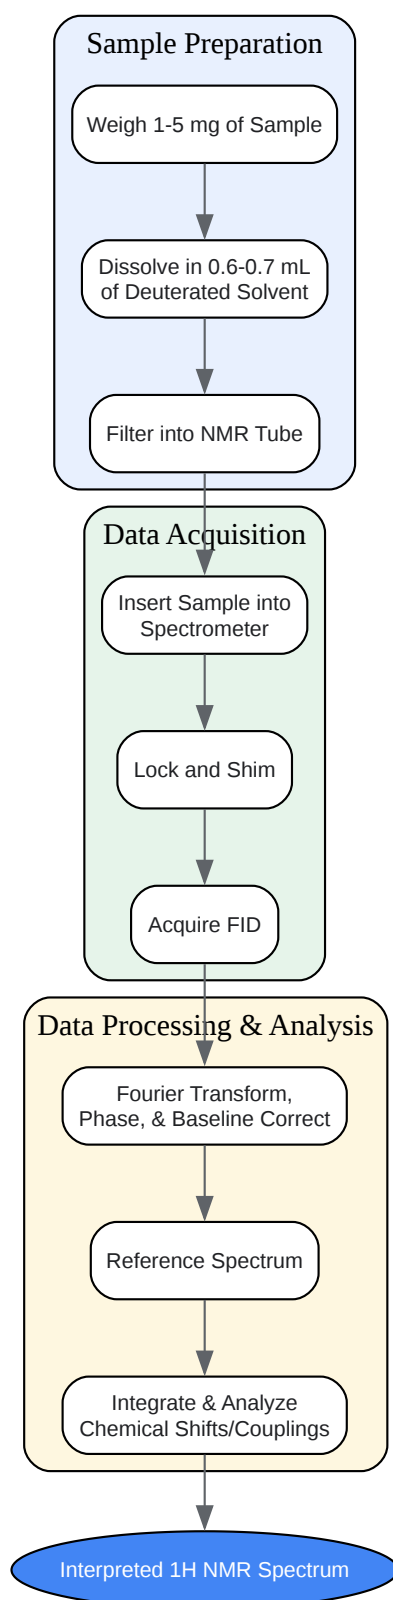 Sample Preparation
Weigh 1-5 mg of Sample
Dissolve in 0.6-0.7 mL
of Deuterated Solvent
Filter into NMR Tube
Data Acquisition
Insert Sample into
Spectrometer
Lock and Shim
Acquire FID
Data Processing & Analysis
Fourier Transform,
Phase, & Baseline Correct
Reference Spectrum
Integrate & Analyze
Chemical Shifts/Couplings
Interpreted 1H NMR Spectrum